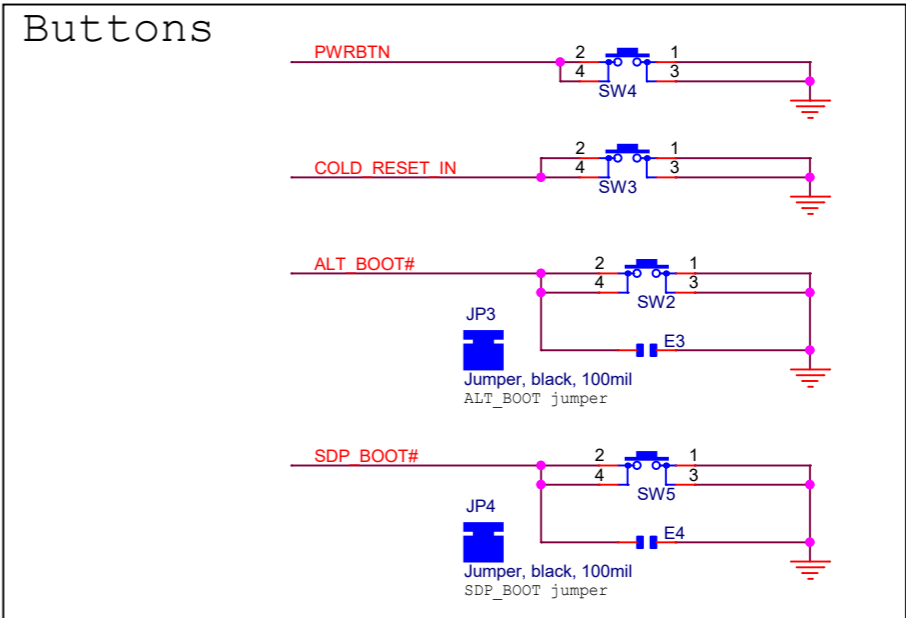 Buttons
PWRBTN
2 1
4 3
SW4
COLD_RESET_IN
2 1
4 3
SW3
ALT_BOOT#
2 1
4 3
SW2
JP3
E3
Jumper, black, 100mil
ALT_BOOT jumper
SDP_BOOT#
2 1
4 3
SW5
JP4
E4
Jumper, black, 100mil
SDP_BOOT jumper